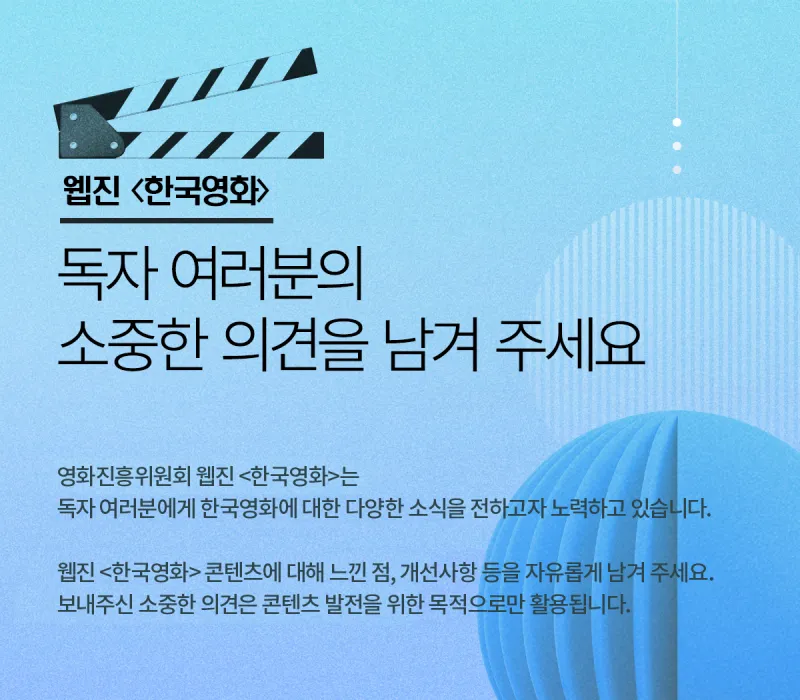 웹진 <한국영화>
독자 여러분의
소중한 의견을 남겨 주세요
영화진흥위원회 웹진 <한국영화>는
독자 여러분에게 한국영화에 대한 다양한 소식을 전하고자 노력하고 있습니다.
웹진 <한국영화> 콘텐츠에 대해 느낀 점, 개선사항 등을 자유롭게 남겨 주세요.
보내주신 소중한 의견은 콘텐츠 발전을 위한 목적으로만 활용됩니다.